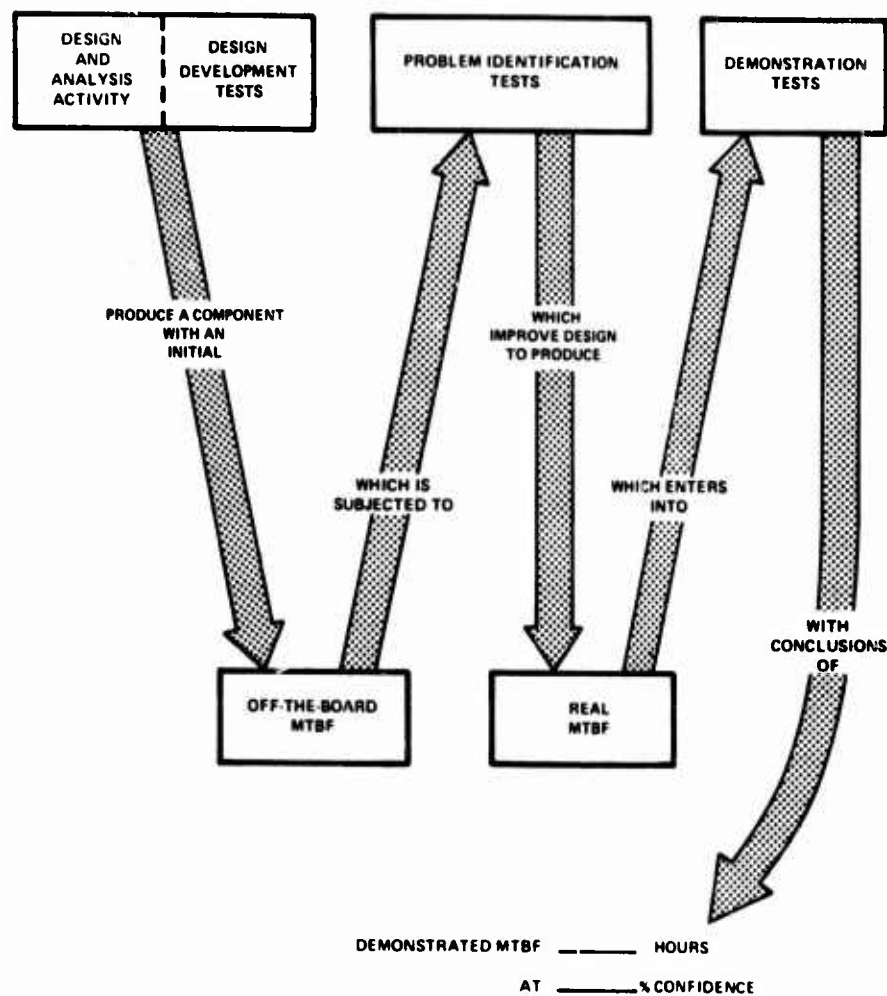 DESIGN
AND
ANALYSIS
ACTIVITY
DESIGN
DEVELOPMENT
TESTS
PROBLEM IDENTIFICATION
TESTS
DEMONSTRATION
TESTS
PRODUCE A COMPONENT
WITH AN
INITIAL
WHICH
IMPROVE DESIGN
TO PRODUCE
WHICH IS
SUBJECTED TO
WHICH ENTERS
INTO
WITH
CONCLUSIONS
OF
OFF-THE-BOARD
MTBF
REAL
MTBF
DEMONSTRATED MTBF ______ HOURS
AT ______ % CONFIDENCE